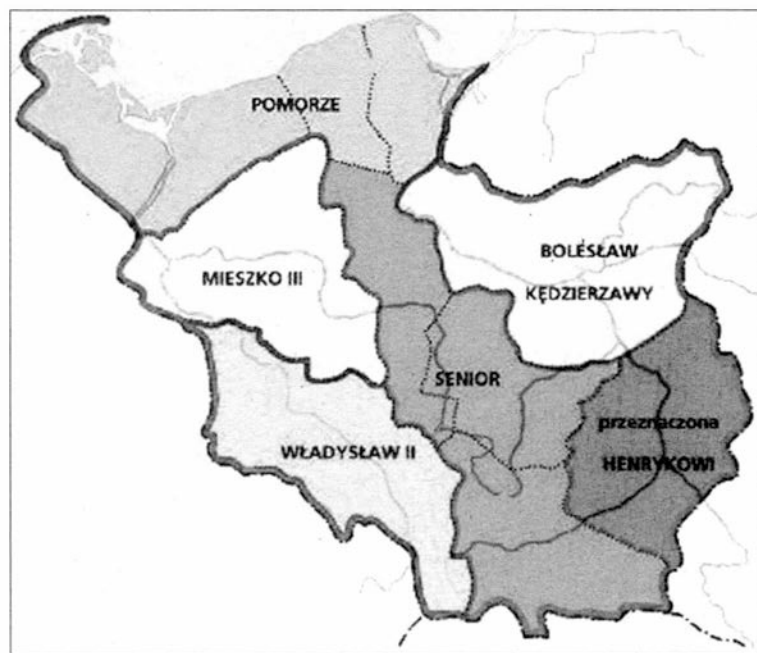 POMORZE
BOLESŁAW
KĘDZIERZAWY
MIESZKO III
SENIOR
WŁADYSŁAW II
przeznaczona
HENRYKOWI